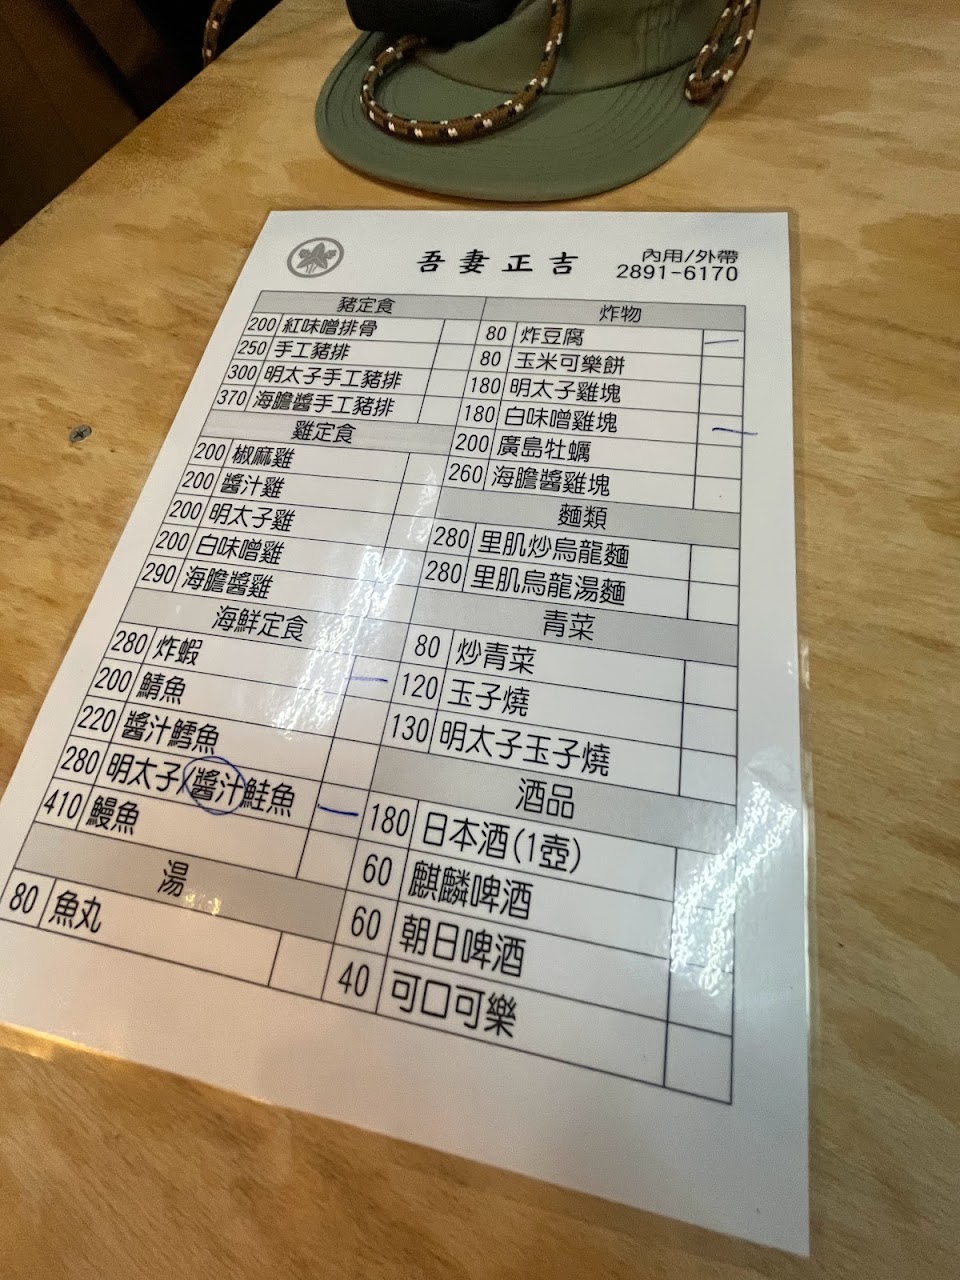 吾妻正吉
內用/外帶
2891-6170
豬定食
200 紅味噌排骨
250 手工豬排
300 明太子手工豬排
370 海膽醬手工豬排
雞定食
200 椒麻雞
200 醬汁雞
200 明太子雞
200 白味噌雞
290 海膽醬雞
海鮮定食
280 炸蝦
200 鯖魚
220 醬汁鱈魚
280 明太子/醬汁鮭魚
410 鰻魚
湯
80 魚丸
炸物
80 炸豆腐
80 玉米可樂餅
180 明太子雞塊
180 白味噌雞塊
200 廣島牡蠣
260 海膽醬雞塊
麵類
280 里肌炒烏龍麵
280 里肌烏龍湯麵
青菜
80 炒青菜
120 玉子燒
130 明太子玉子燒
酒品
180 日本酒(1壺)
60 麒麟啤酒
60 朝日啤酒
40 可口可樂